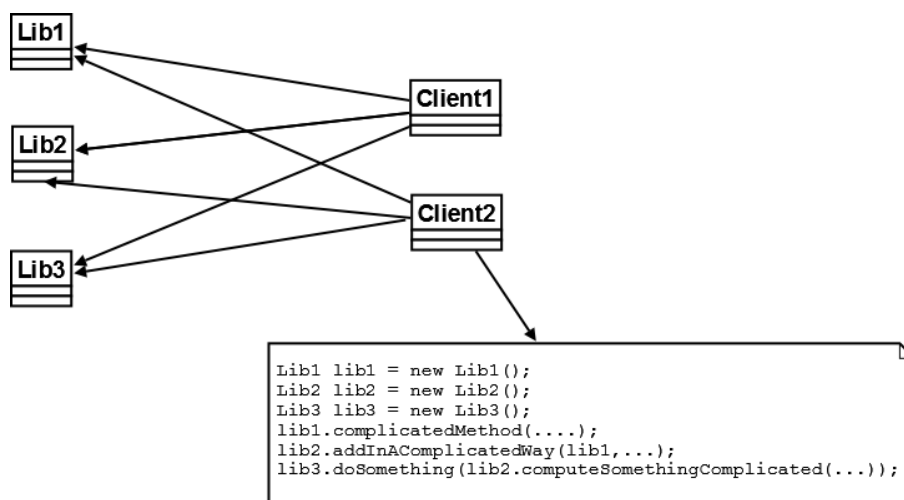 Lib1
Client1
Lib2
Client2
Lib3
Lib1 lib1 = new Lib1();
Lib2 lib2 = new Lib2();
Lib3 lib3 = new Lib3();
lib1.complicatedMethod(....);
lib2.addInAComplicatedWay(lib1,...);
lib3.doSomething(lib2.computeSomethingComplicated(...));